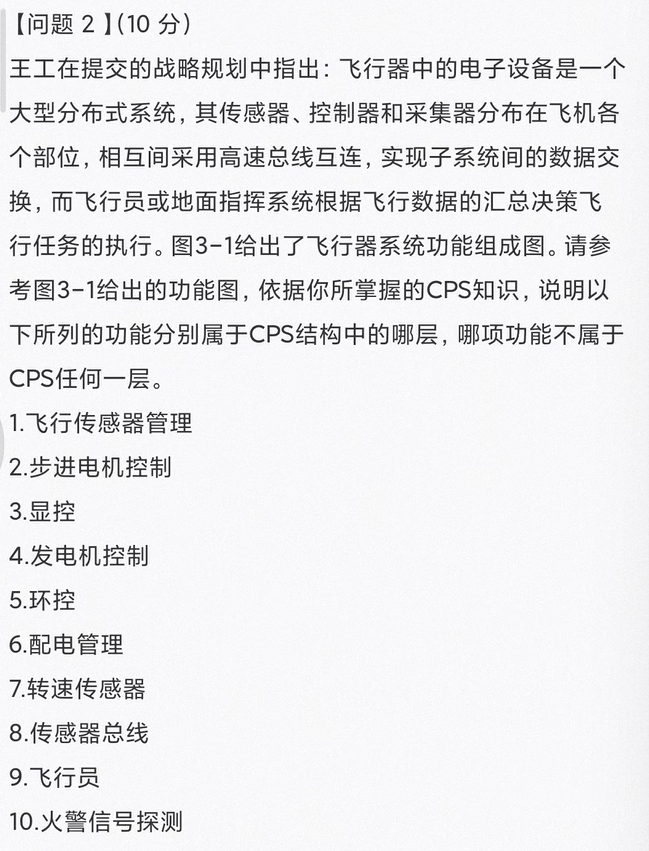 【问题 2 】(10 分)
王工在提交的战略规划中指出: 飞行器中的电子设备是一个
大型分布式系统, 其传感器、控制器和采集器分布在飞机各
个部位, 相互间采用高速总线互连, 实现子系统间的数据交
换, 而飞行员或地面指挥系统根据飞行数据的汇总决策飞
行任务的执行。图3-1给出了飞行器系统功能组成图。请参
考图3-1给出的功能图, 依据你所掌握的CPS知识, 说明以
下所列的功能分别属于CPS结构中的哪层, 哪项功能不属于
CPS任何一层。
1.飞行传感器管理
2.步进电机控制
3.显控
4.发电机控制
5.环控
6.配电管理
7.转速传感器
8.传感器总线
9.飞行员
10.火警信号探测